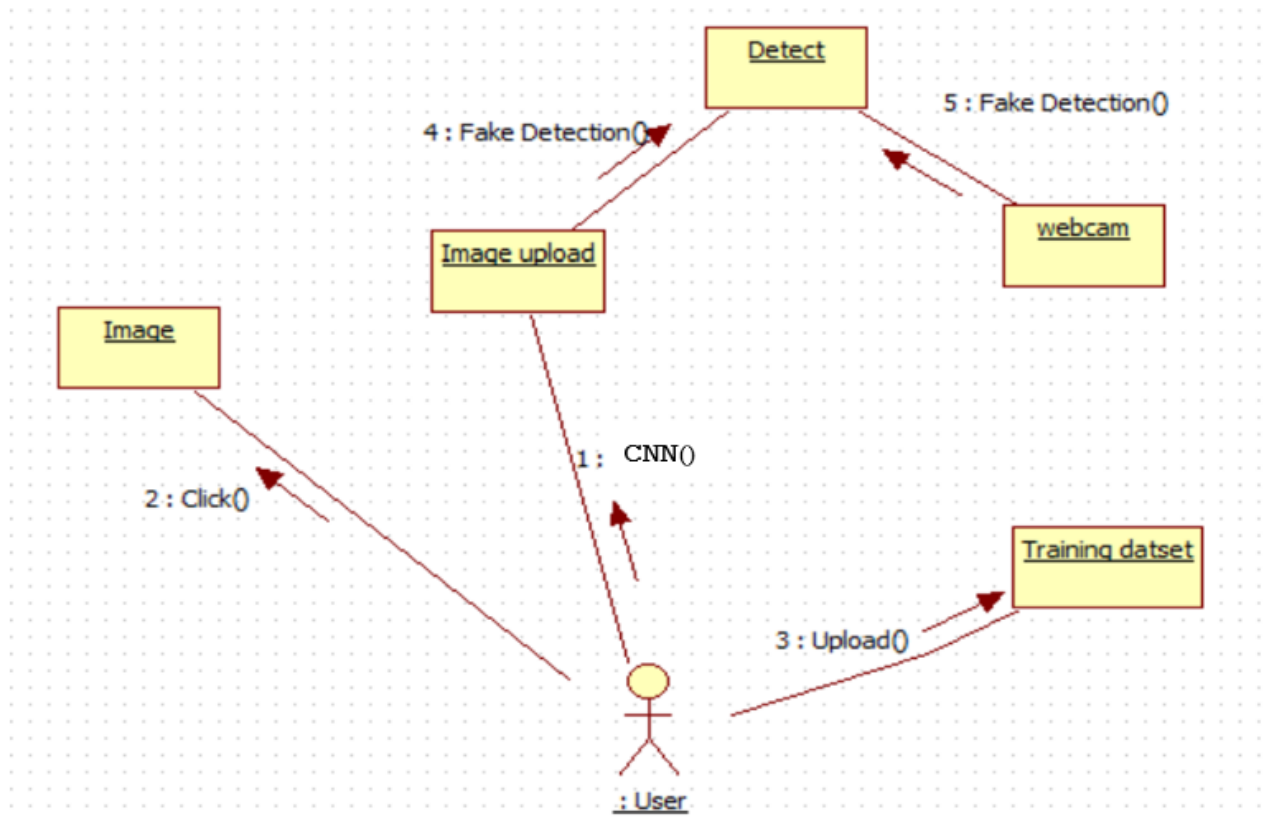 Detect
5 : Fake Detection()
4 : Fake Detection()
webcam
Image upload
Image
1 : CNN()
2 : Click()
Training datset
3 : Upload()
: User